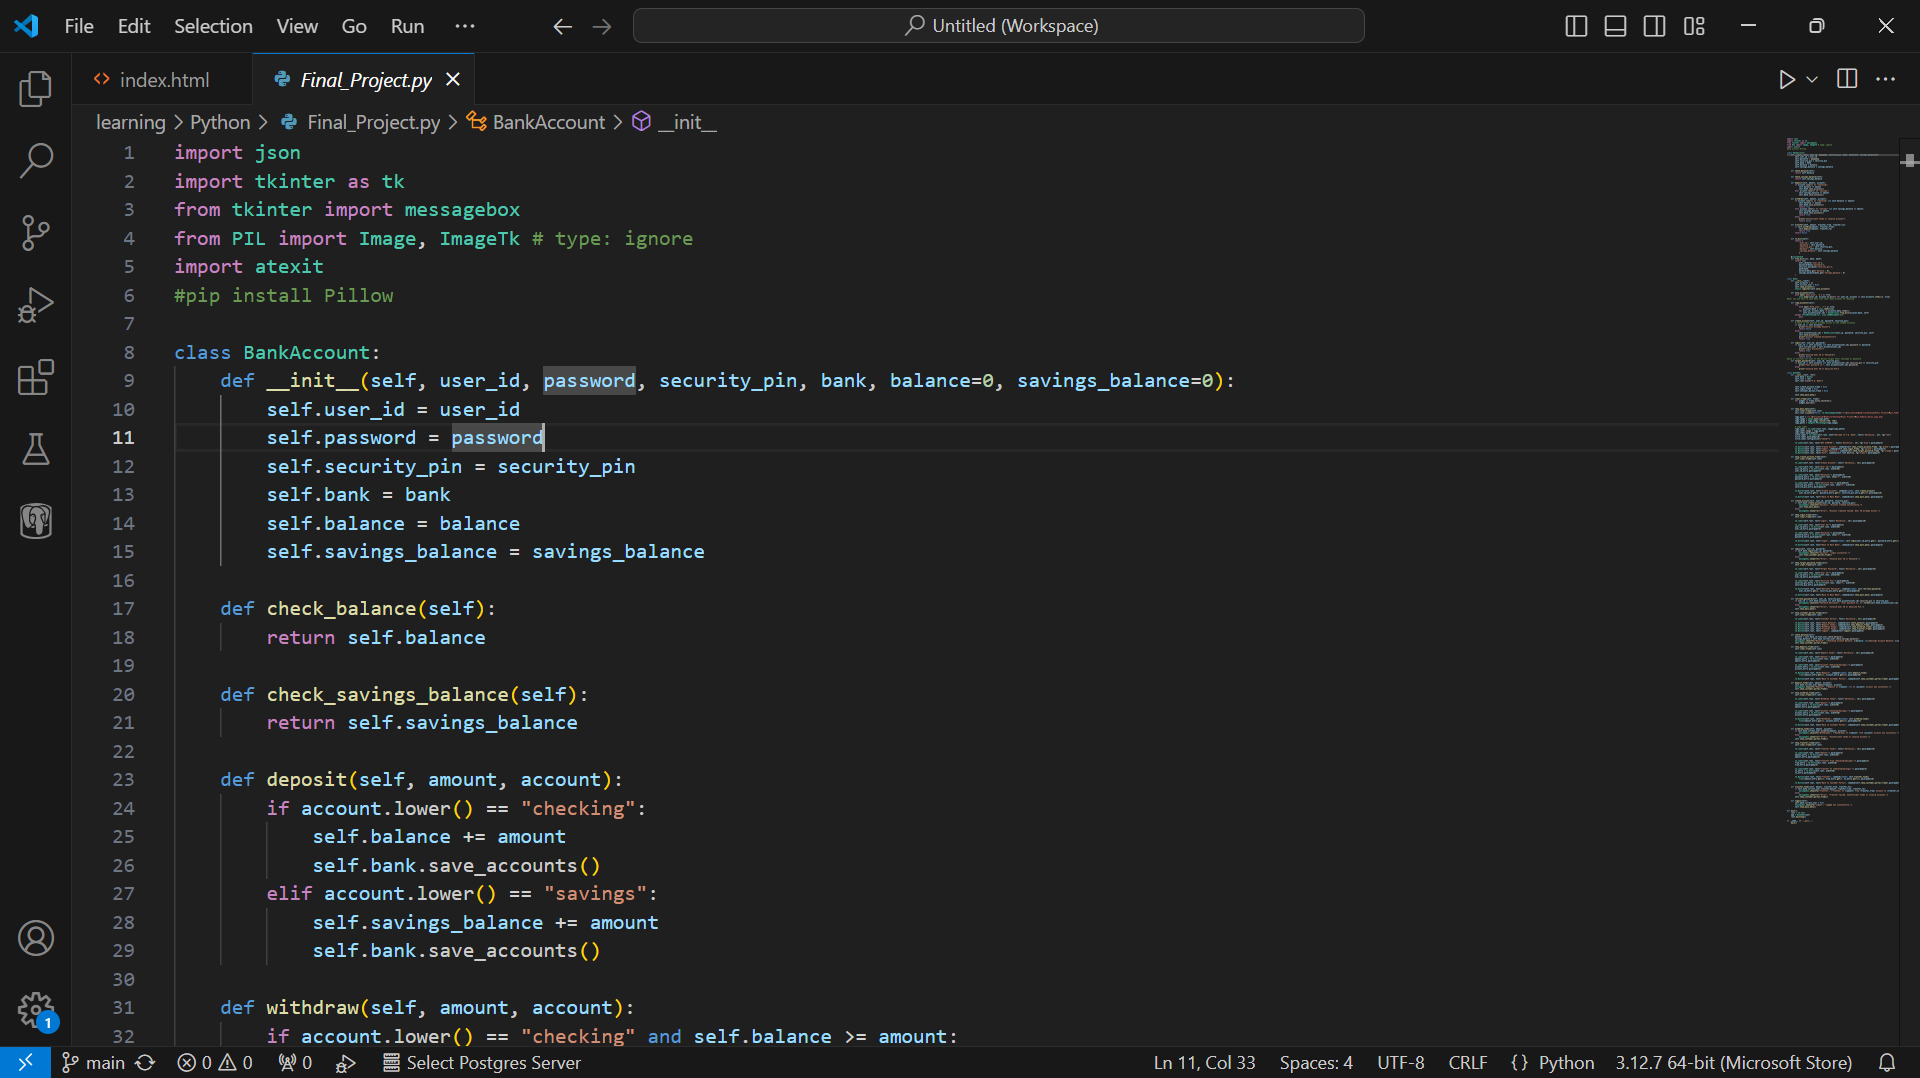 File Edit Selection View Go Run ··· Untitled (Workspace)
index.html Final_Project.py
learning > Python > Final_Project.py > BankAccount > __init__
1 import json
2 import tkinter as tk
3 from tkinter import messagebox
4 from PIL import Image, ImageTk # type: ignore
5 import atexit
6 #pip install Pillow
7
8 class BankAccount:
9 def __init__(self, user_id, password, security_pin, bank, balance=0, savings_balance=0):
10 self.user_id = user_id
11 self.password = password
12 self.security_pin = security_pin
13 self.bank = bank
14 self.balance = balance
15 self.savings_balance = savings_balance
16
17 def check_balance(self):
18 return self.balance
19
20 def check_savings_balance(self):
21 return self.savings_balance
22
23 def deposit(self, amount, account):
24 if account.lower() == "checking":
25 self.balance += amount
26 self.bank.save_accounts()
27 elif account.lower() == "savings":
28 self.savings_balance += amount
29 self.bank.save_accounts()
30
31 def withdraw(self, amount, account):
32 if account.lower() == "checking" and self.balance >= amount:
1
main 0 0 0 Select Postgres Server Ln 11, Col 33 Spaces: 4 UTF-8 CRLF {} Python 3.12.7 64-bit (Microsoft Store)